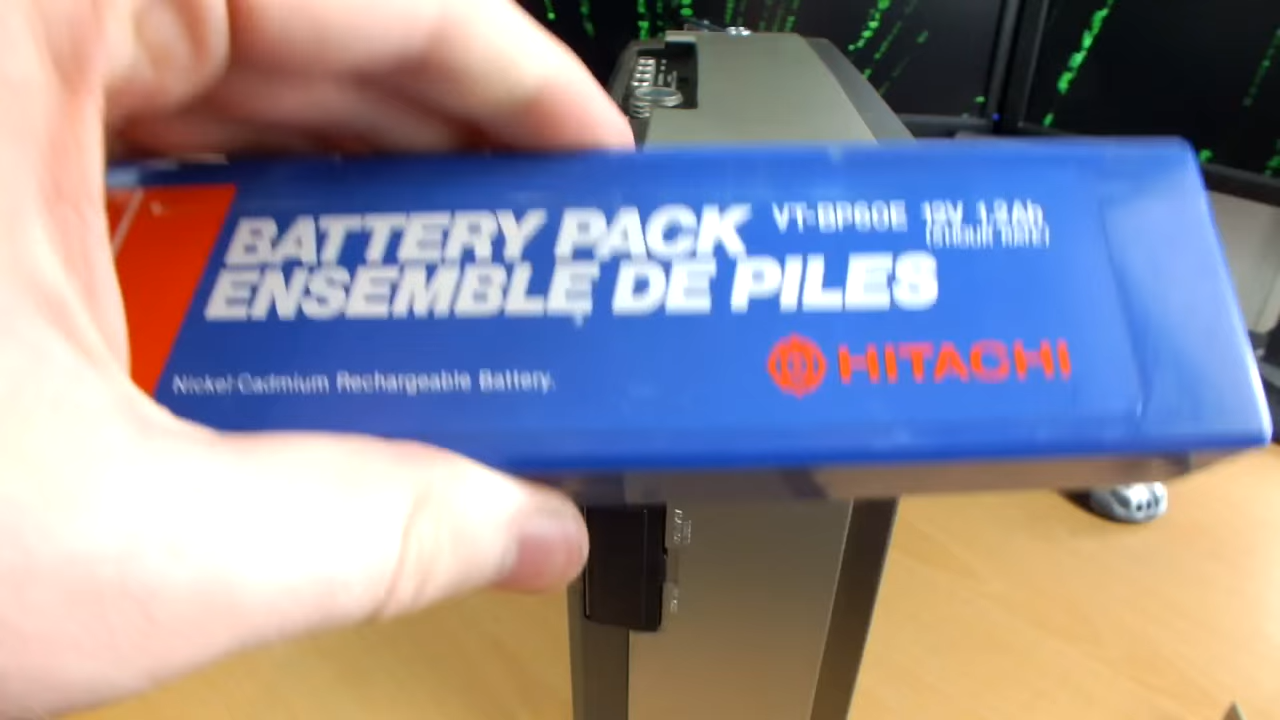 BATTERY PACK VT-BP60E 12V 1.2Ah
ENSEMBLE DE PILES
HITACHI
Nickel-Cadmium Rechargeable Battery.